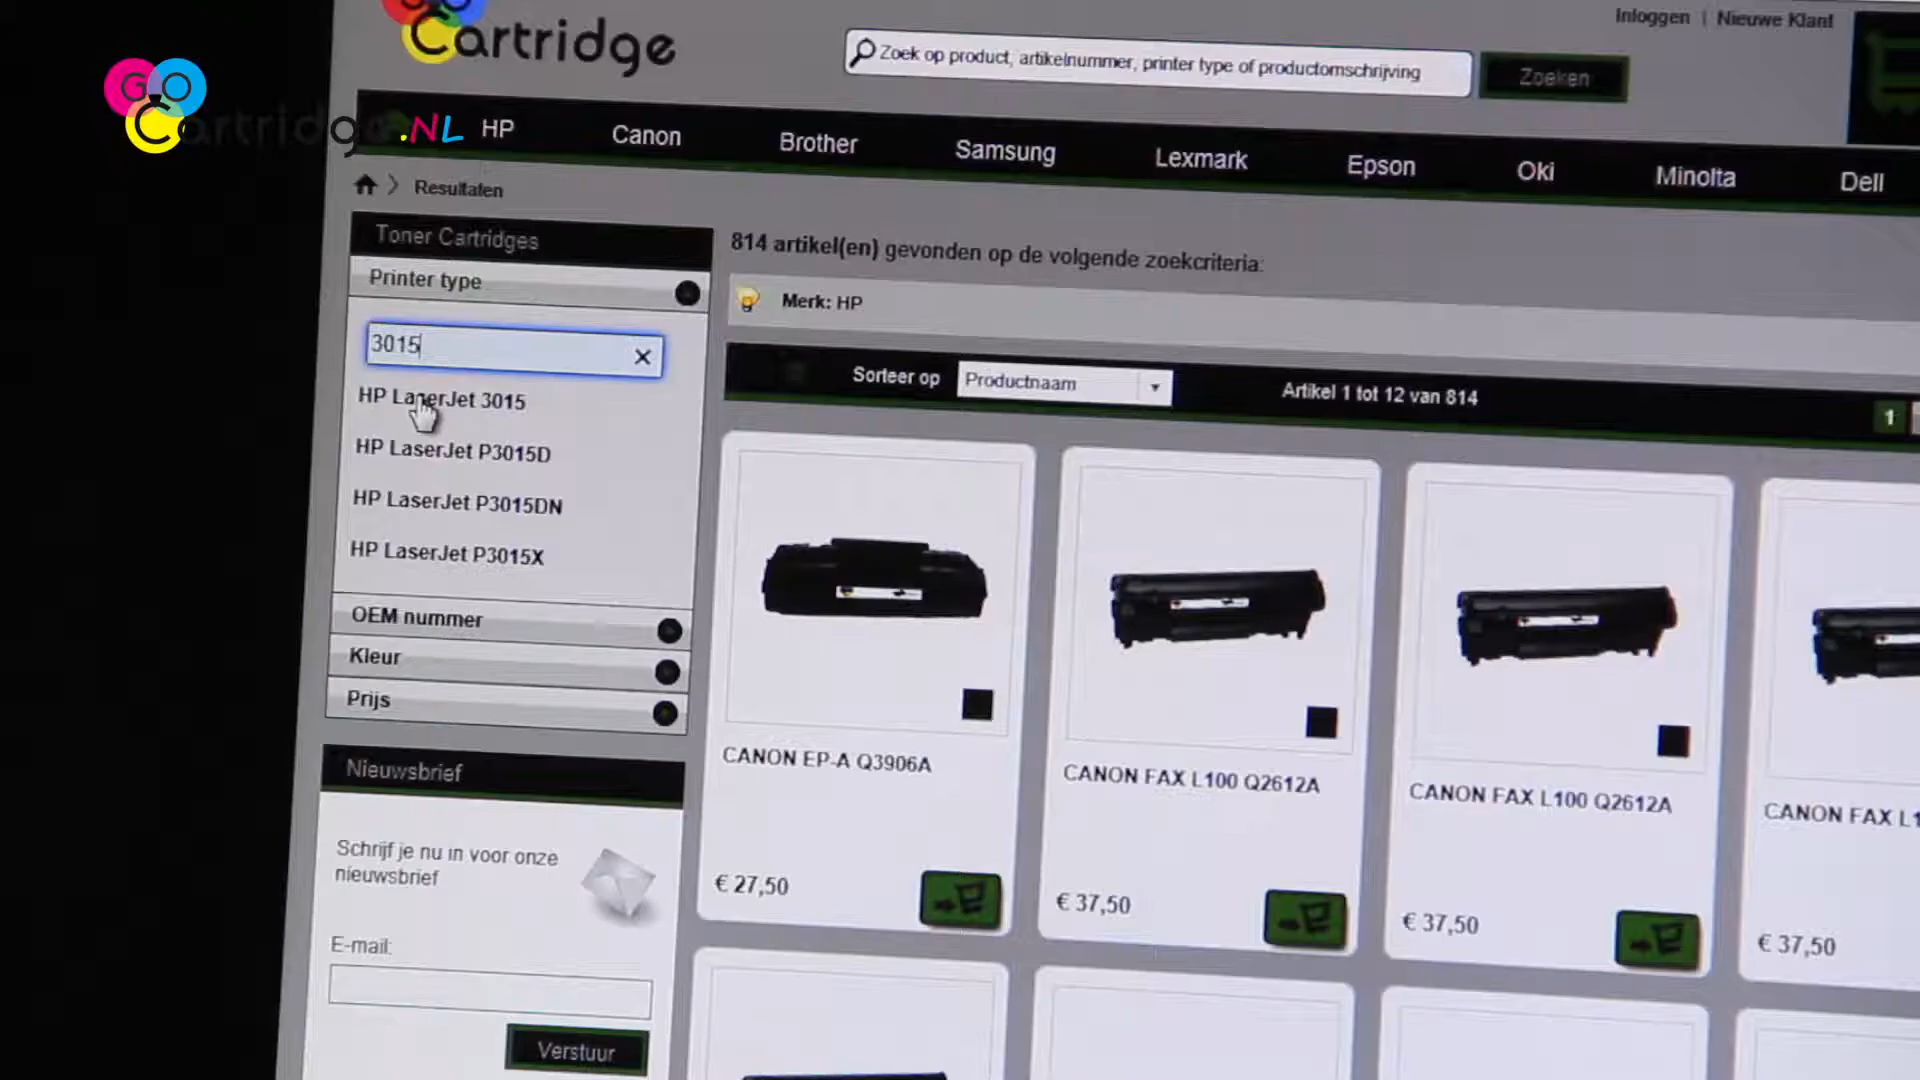 GO
Cartridge.NL
Cartridge
Zoek op product, artikelnummer, printer type of productomschrijving
Zoeken
Inloggen | Nieuwe Klant
HP
Canon
Brother
Samsung
Lexmark
Epson
Oki
Minolta
Dell
Resultaten
Toner Cartridges
Printer type
3015
HP LaserJet 3015
HP LaserJet P3015D
HP LaserJet P3015DN
HP LaserJet P3015X
OEM nummer
Kleur
Prijs
Nieuwsbrief
Schrijf je nu in voor onze
nieuwsbrief
E-mail:
Verstuur
814 artikel(en) gevonden op de volgende zoekcriteria:
Merk: HP
Sorteer op
Productnaam
Artikel 1 tot 12 van 814
1
CANON EP-A Q3906A
€ 27,50
CANON FAX L100 Q2612A
€ 37,50
CANON FAX L100 Q2612A
€ 37,50
CANON FAX L1
€ 37,50